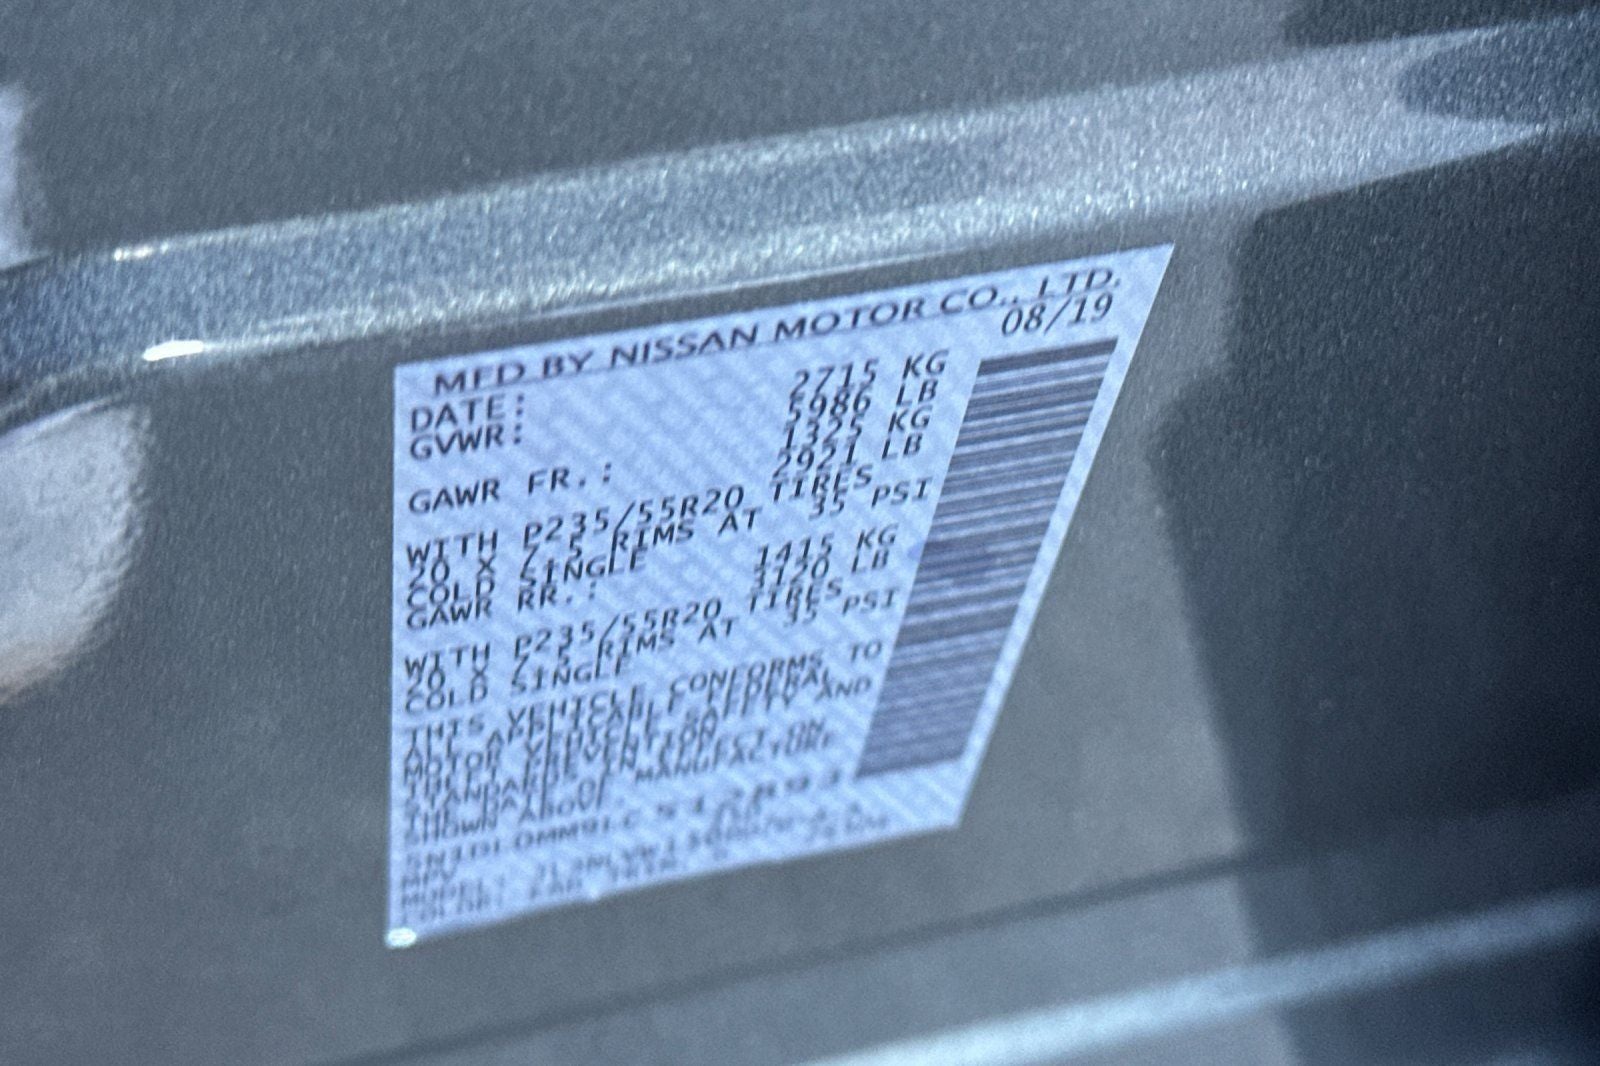 MFD BY NISSAN MOTOR CO., LTD.
DATE: 08/19
GVWR: 2715 KG
5986 LB
GAWR FR.: 1325 KG
2921 LB
WITH P235/55R20 TIRES
20 X 7.5 RIMS AT 35 PSI
COLD SINGLE
GAWR RR.: 1415 KG
3120 LB
WITH P235/55R20 TIRES
20 X 7.5 RIMS AT 35 PSI
COLD SINGLE
THIS VEHICLE CONFORMS TO
ALL APPLICABLE FEDERAL
MOTOR VEHICLE SAFETY AND
THEFT PREVENTION
STANDARDS IN EFFECT ON
THE DATE OF MANUFACTURE
SHOWN ABOVE.
MPV
MODEL:
COLOR: TRIM: